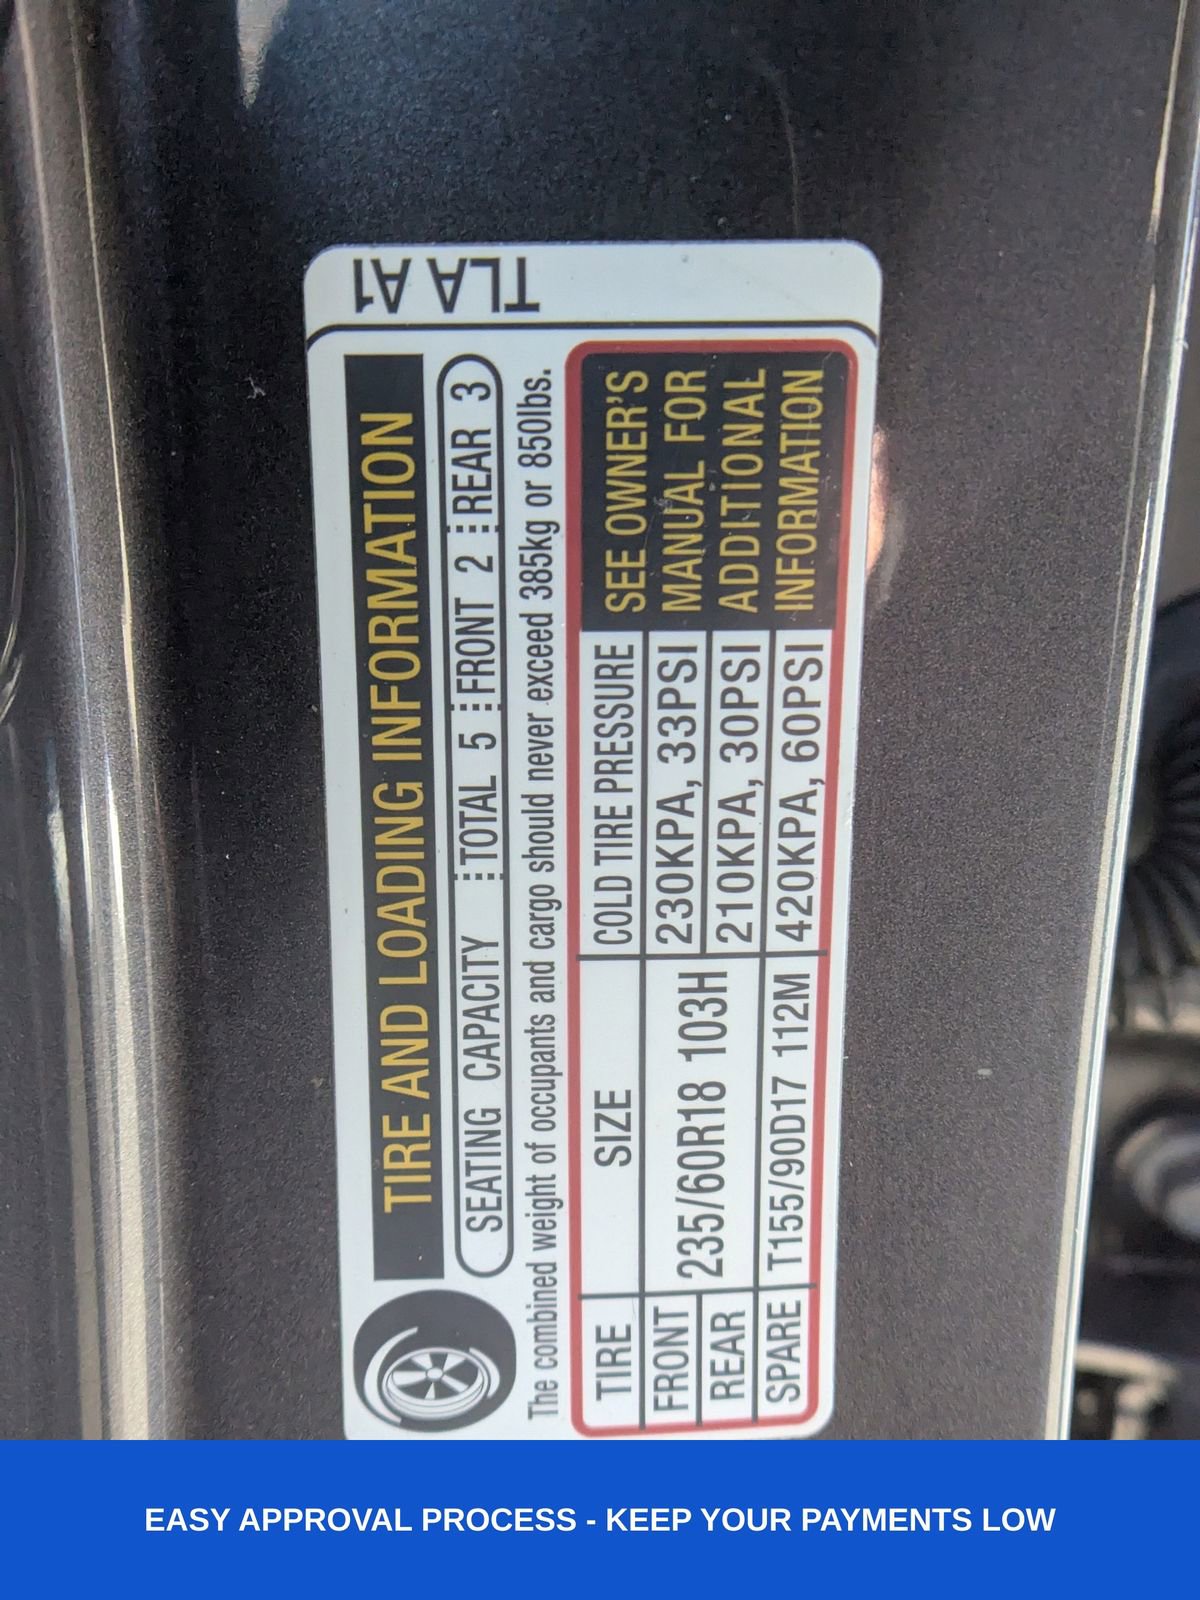 TLA A1
TIRE AND LOADING INFORMATION
SEATING CAPACITY TOTAL 5 FRONT 2 REAR 3
The combined weight of occupants and cargo should never exceed 385kg or 850lbs.
TIRE SIZE COLD TIRE PRESSURE
FRONT 235/60R18 103H 230KPA, 33PSI
REAR 210KPA, 30PSI
SPARE T155/90D17 112M 420KPA, 60PSI
SEE OWNER'S
MANUAL FOR
ADDITIONAL
INFORMATION
EASY APPROVAL PROCESS - KEEP YOUR PAYMENTS LOW